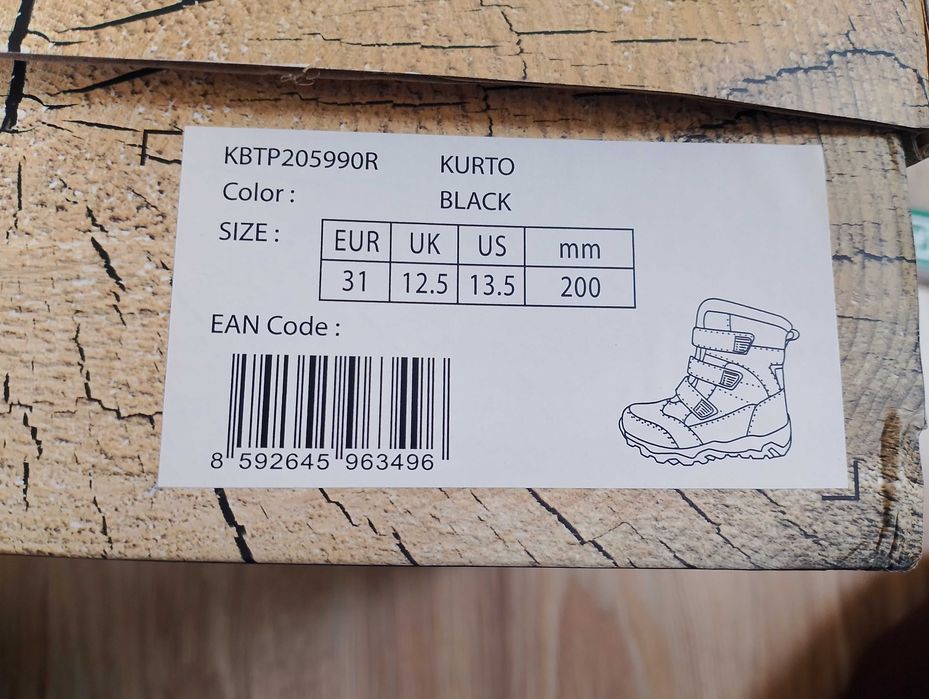 KBTP205990R KURTO
Color : BLACK
SIZE : EUR UK US mm
31 12.5 13.5 200
EAN Code :
8 592645 963496